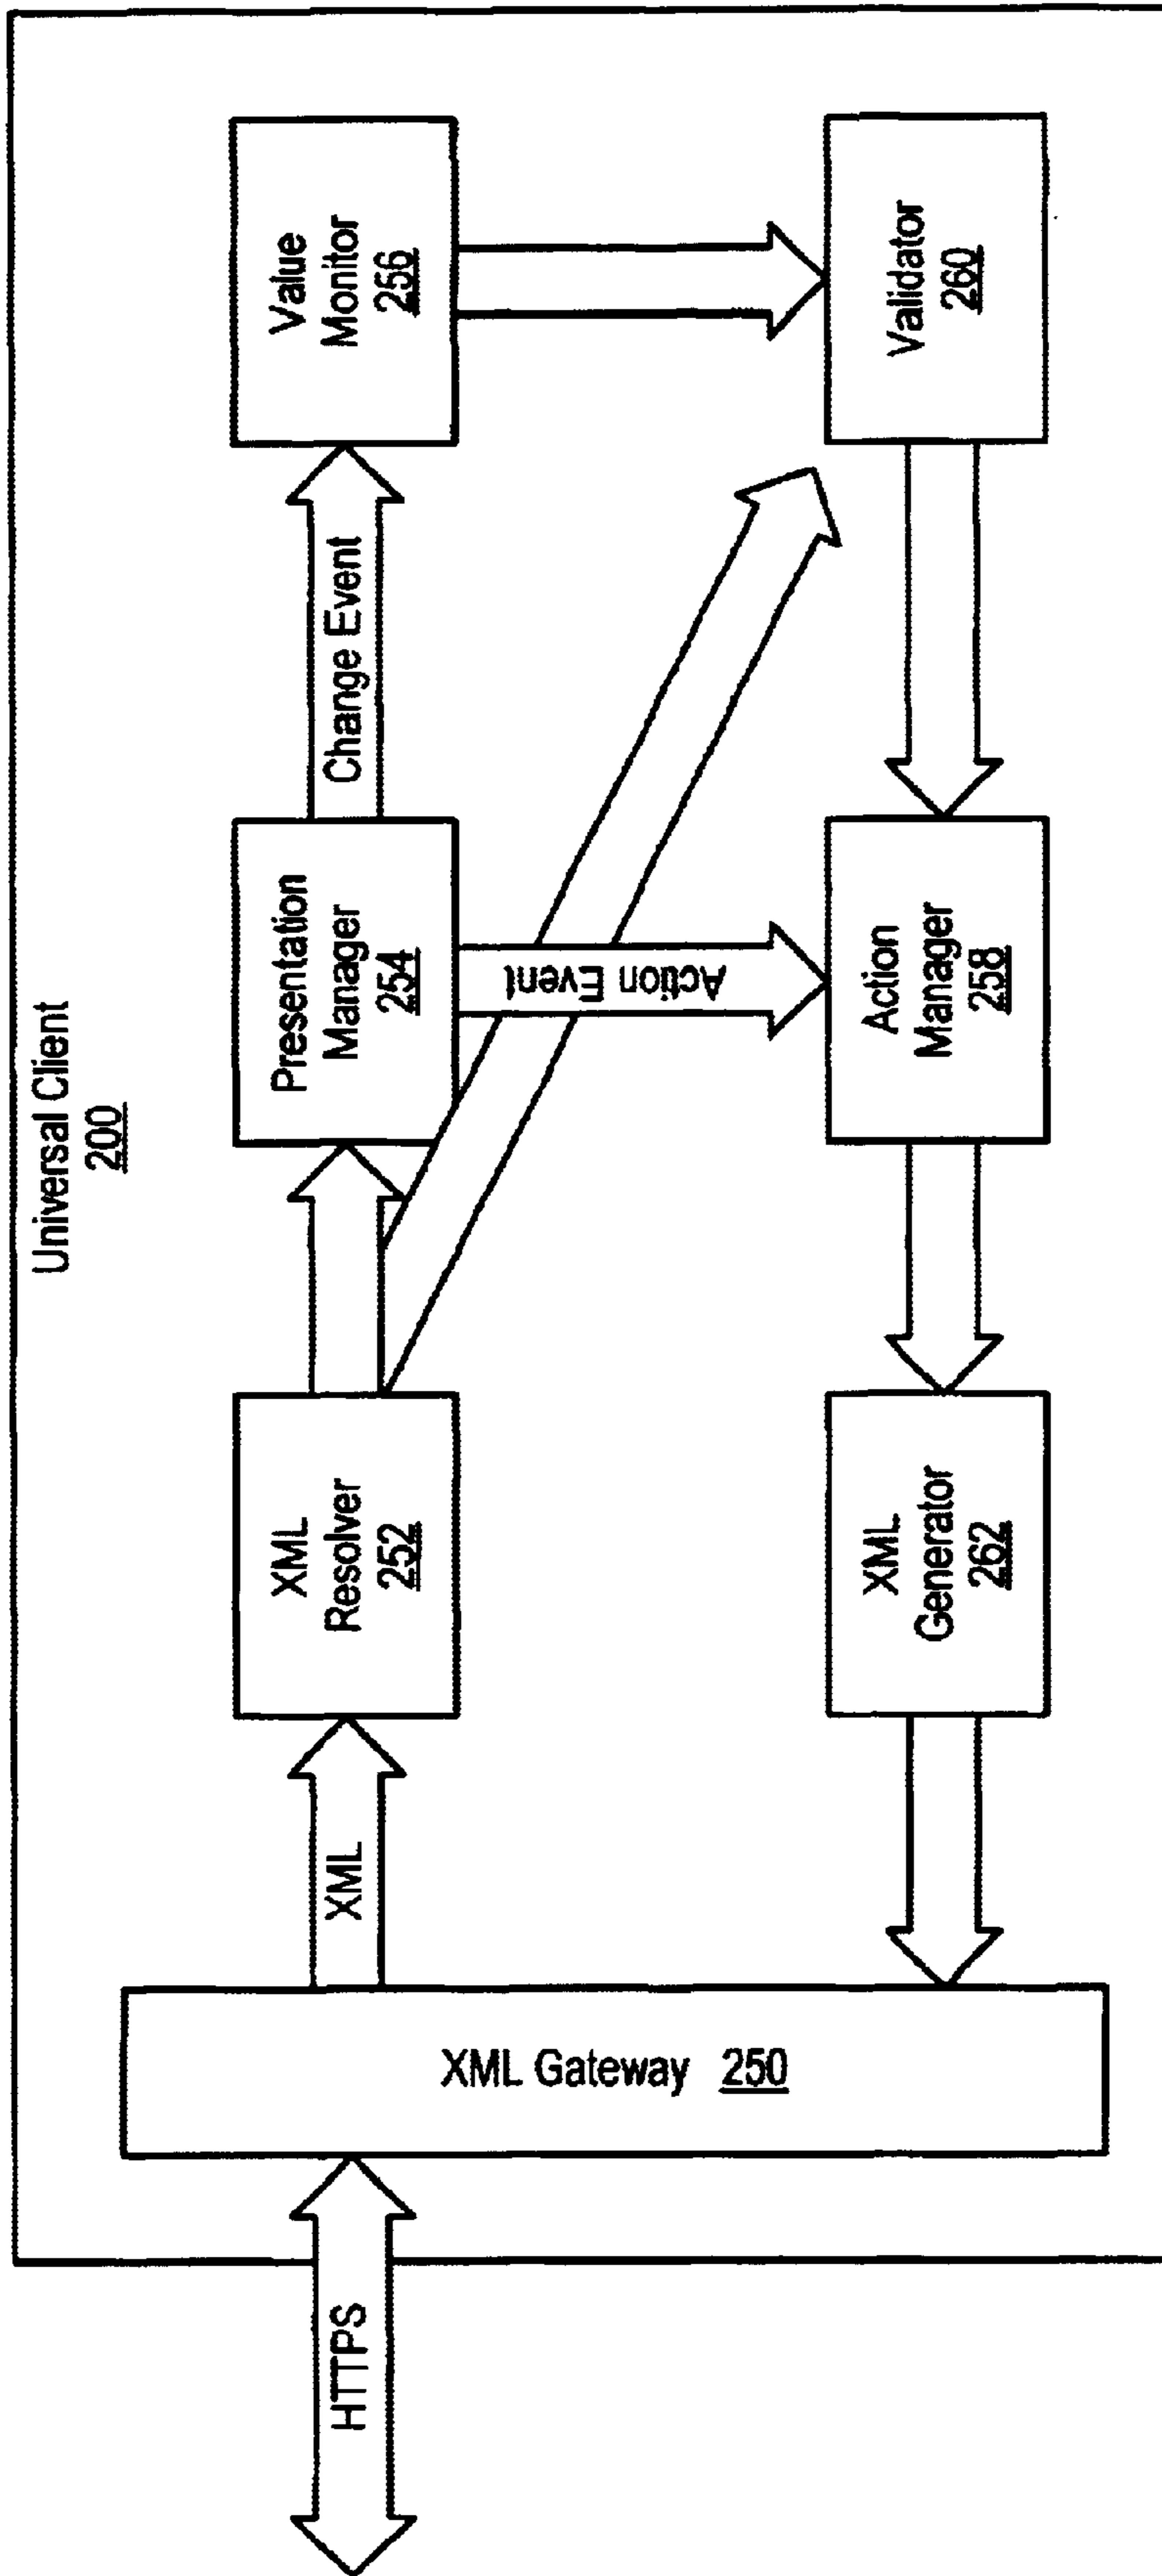 Universal Client
200
HTTPS
XML Gateway 250
XML
XML
Resolver
252
Presentation
Manager
254
Change Event
Value
Monitor
256
Action Event
XML
Generator
262
Action
Manager
258
Validator
260